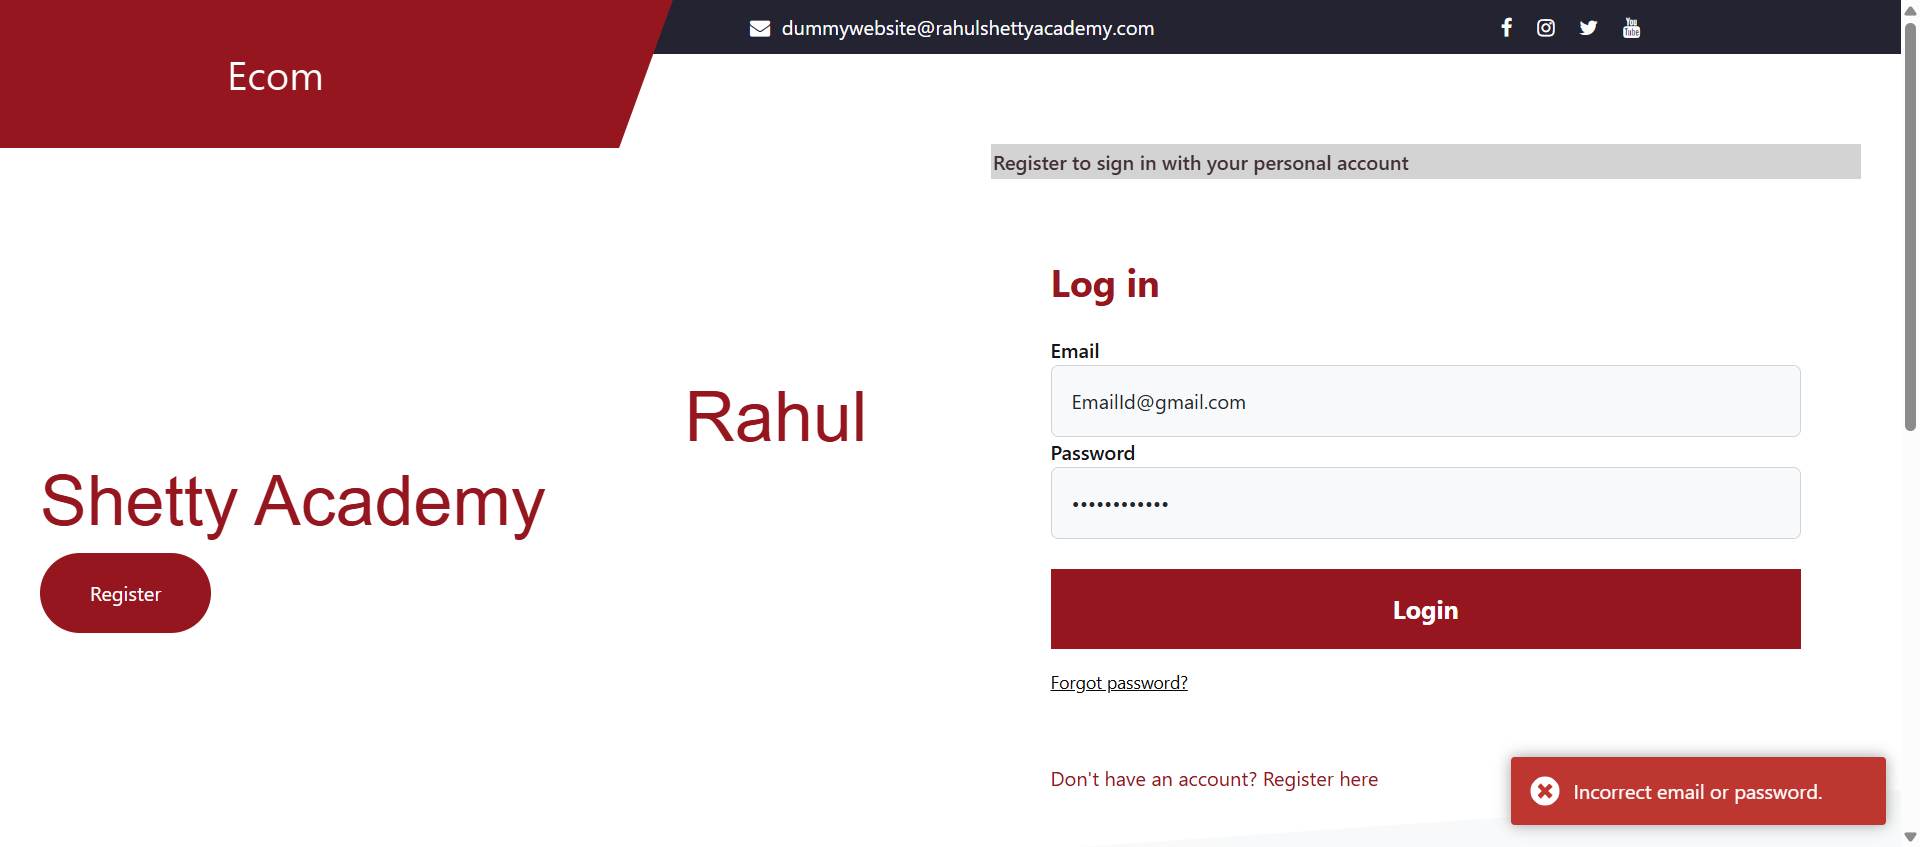 dummywebsite@rahulshettyacademy.com
Ecom
Register to sign in with your personal account
Log in
Email
EmailId@gmail.com
Password
••••••••••••
Rahul
Shetty Academy
Register
Login
Forgot password?
Don't have an account? Register here
Incorrect email or password.